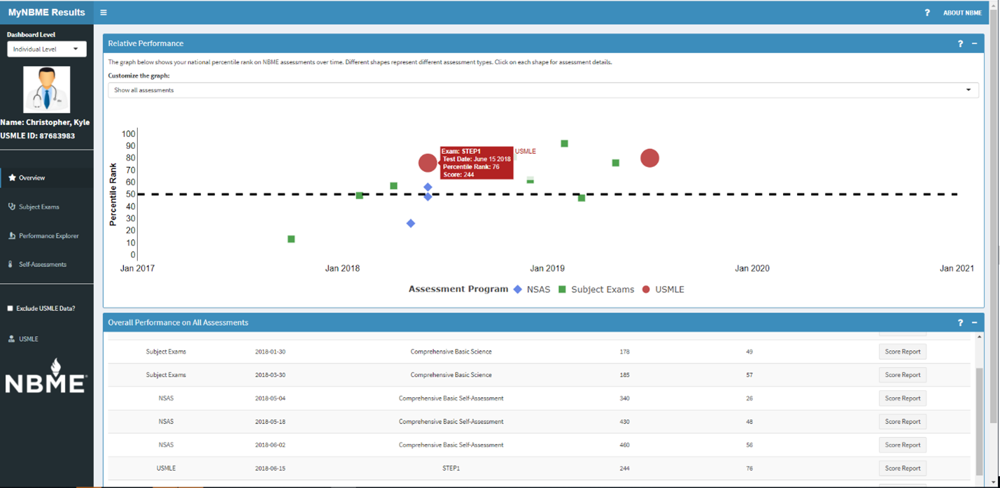 MyNBME Results
? ABOUT NBME
Dashboard Level
Individual Level
Name: Christopher, Kyle
USMLE ID: 87683983
Overview
Subject Exams
Performance Explorer
Self-Assessments
Exclude USMLE Data?
USMLE
NBME
Relative Performance ? −
The graph below shows your national percentile rank on NBME assessments over time. Different shapes represent different assessment types. Click on each shape for assessment details.
Customize the graph:
Show all assessments
Percentile Rank
100
90
80
70
60
50
40
30
20
10
0
Exam: STEP1
Test Date: June 15 2018
Percentile Rank: 76
Score: 244
USMLE
Jan 2017 Jan 2018 Jan 2019 Jan 2020 Jan 2021
Assessment Program NSAS Subject Exams USMLE
Overall Performance on All Assessments ? −
Subject Exams 2018-01-30 Comprehensive Basic Science 178 49 Score Report
Subject Exams 2018-03-30 Comprehensive Basic Science 185 57 Score Report
NSAS 2018-05-04 Comprehensive Basic Self-Assessment 340 26 Score Report
NSAS 2018-05-18 Comprehensive Basic Self-Assessment 430 48 Score Report
NSAS 2018-06-02 Comprehensive Basic Self-Assessment 460 56 Score Report
USMLE 2018-06-15 STEP1 244 76 Score Report